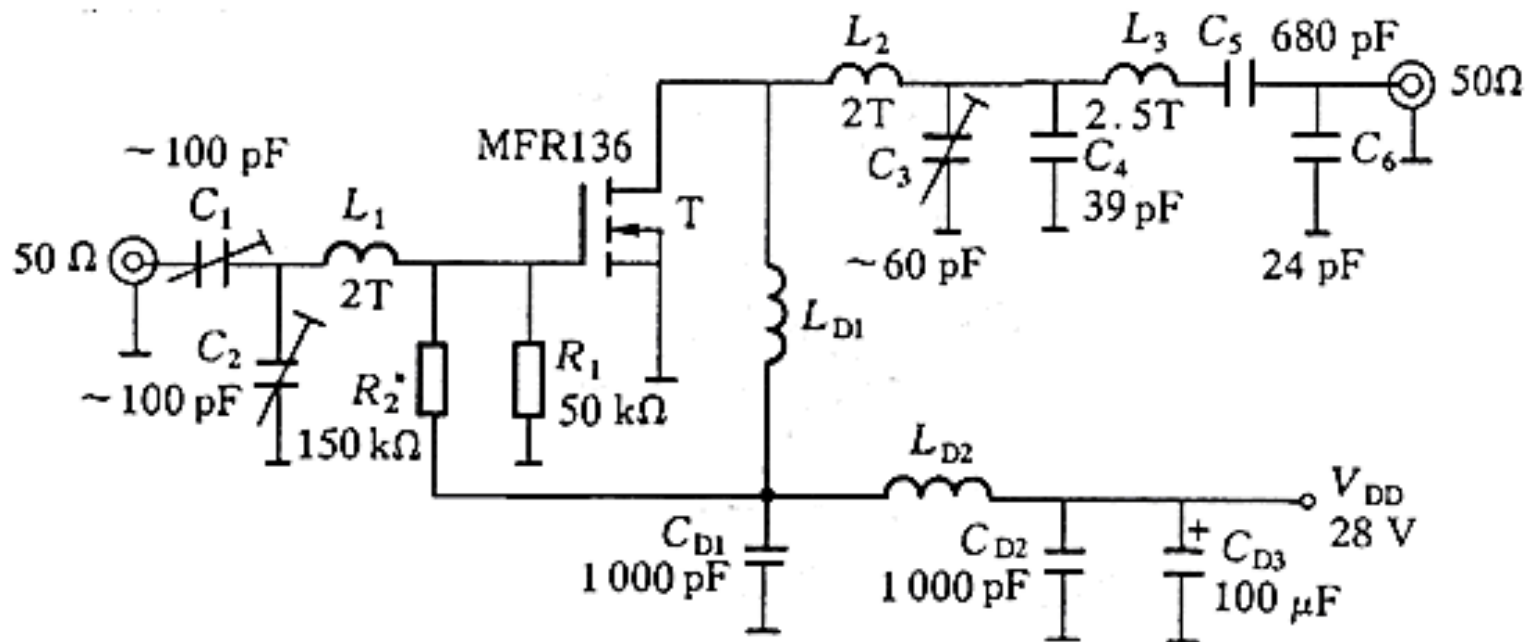 L2
2T
L3
2.5T
C5
680 pF
50Ω
C3
~60 pF
C4
39 pF
C6
24 pF
MFR136
T
~100 pF
C1
50 Ω
L1
2T
C2
~100 pF
R2*
150 kΩ
R1
50 kΩ
LD1
LD2
CD1
1 000 pF
CD2
1 000 pF
+
CD3
100 μF
VDD
28 V